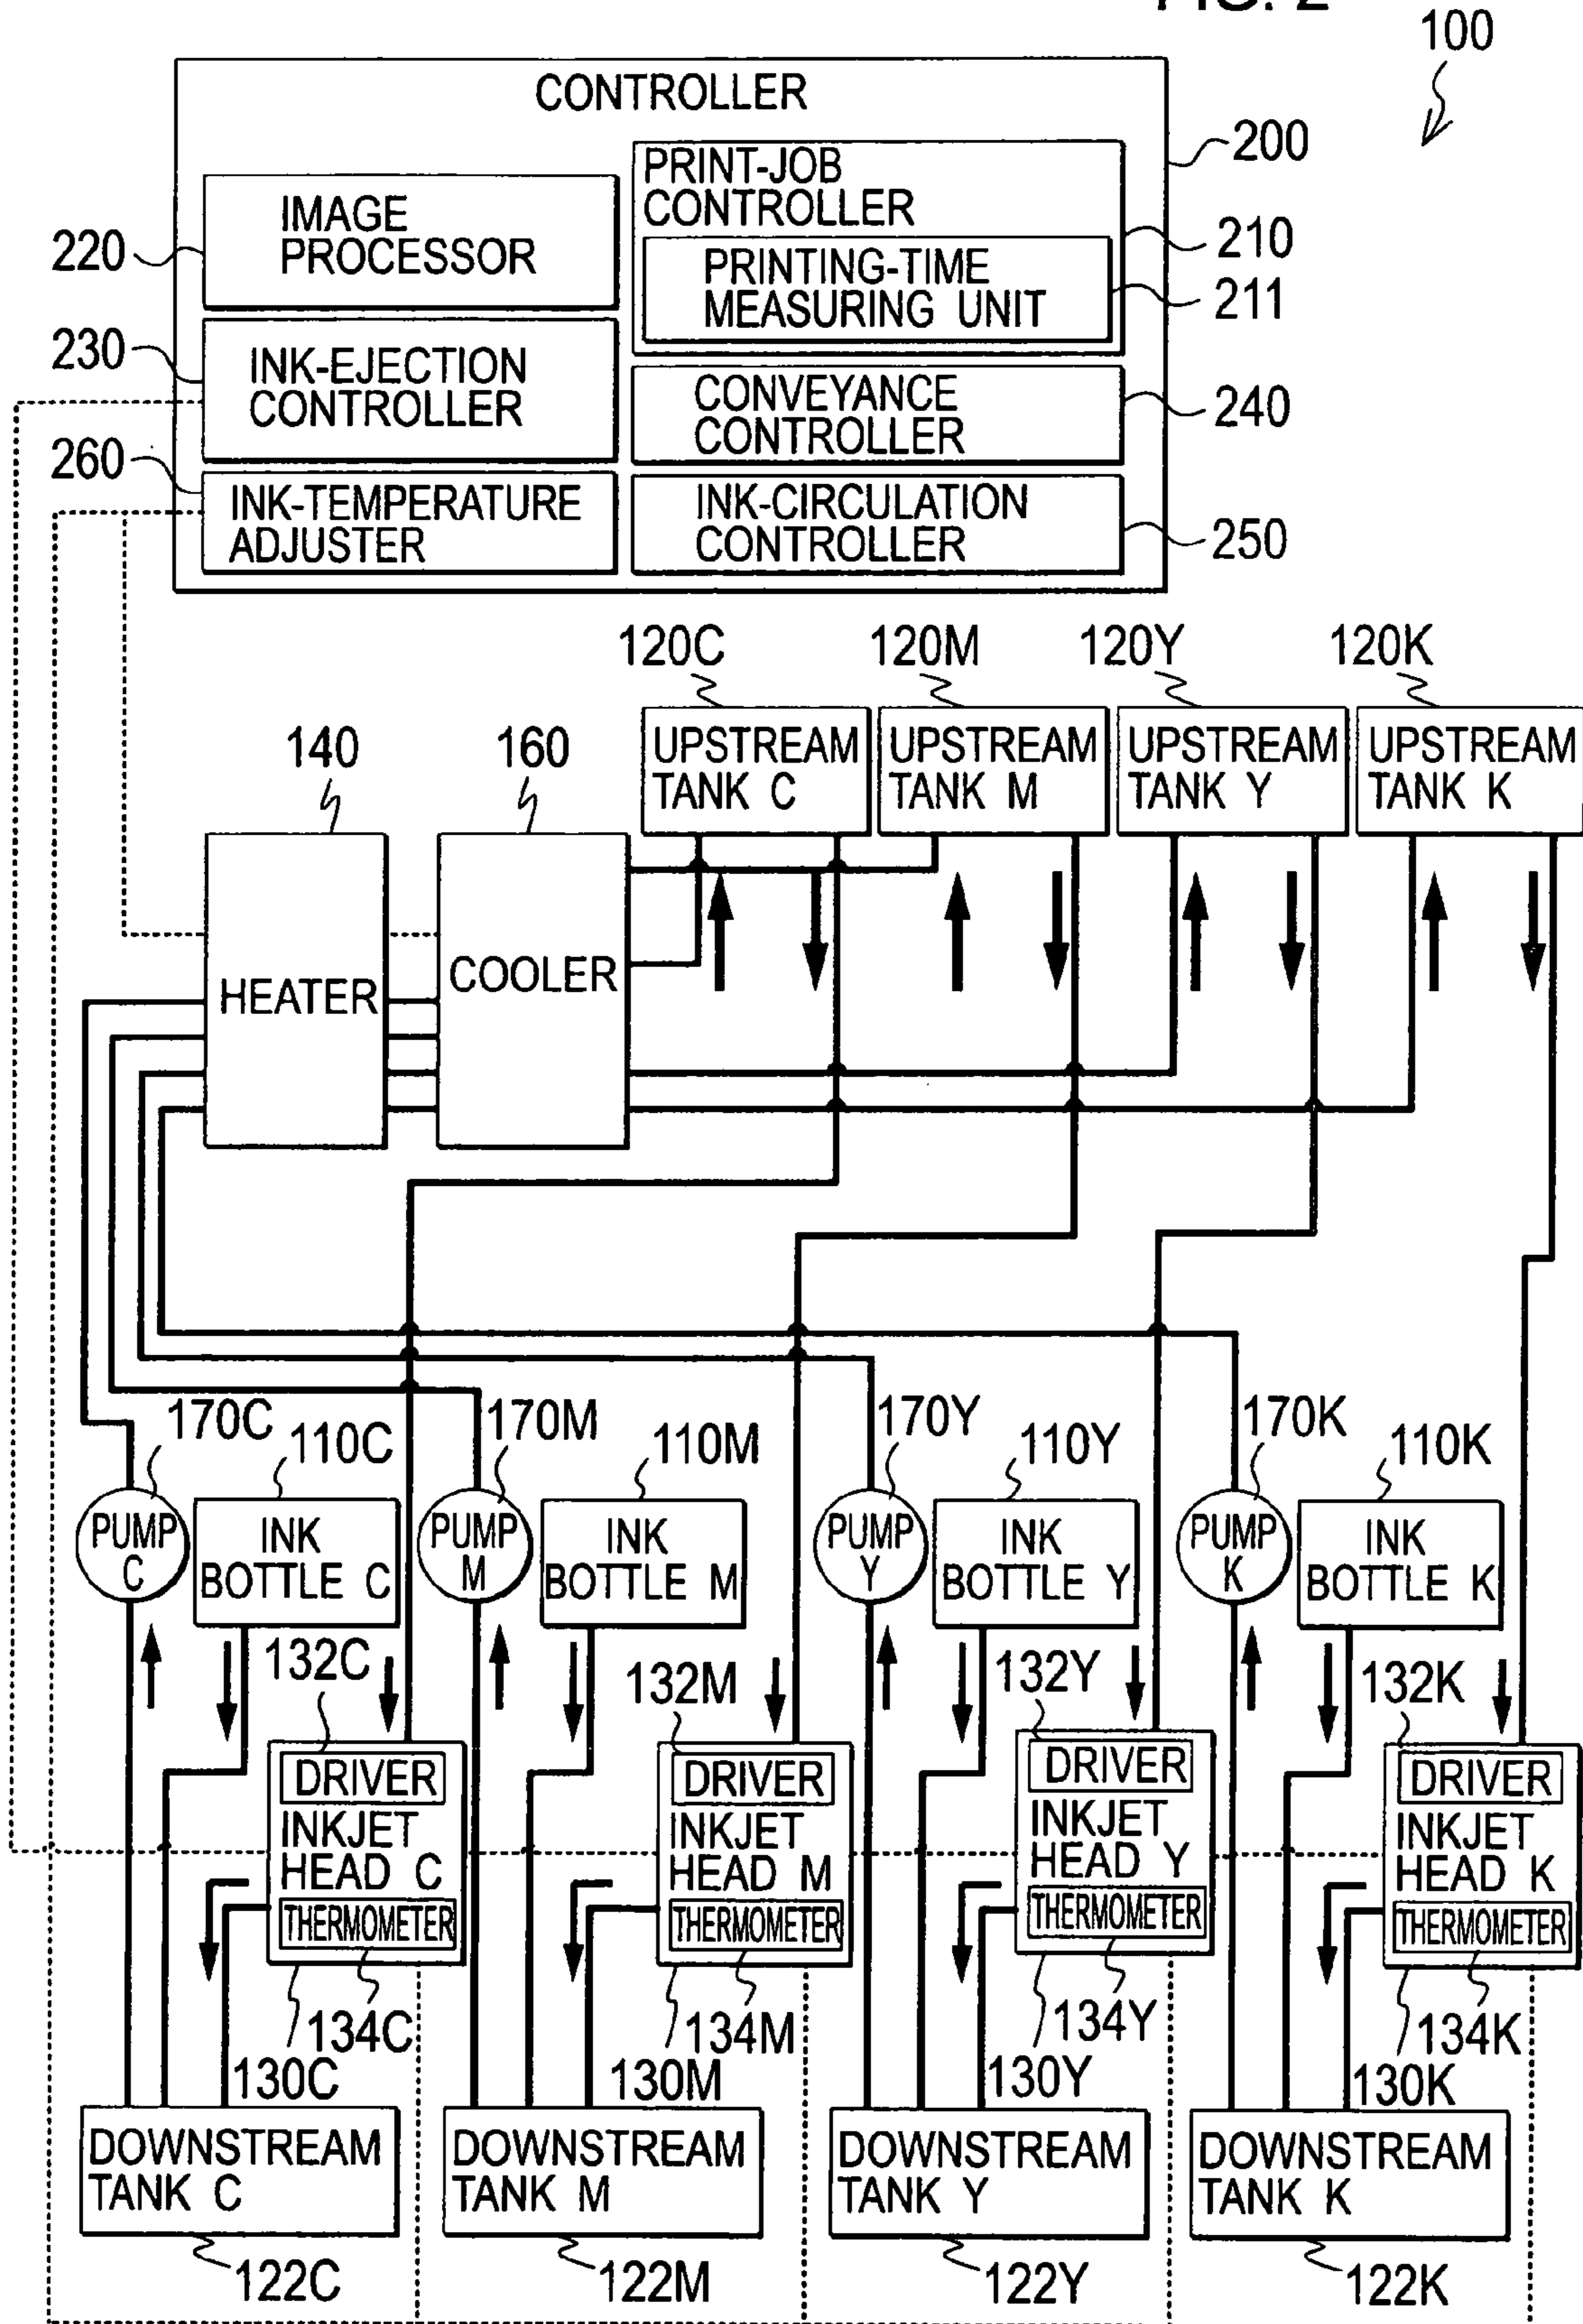 FIG. 2
100
CONTROLLER
200
PRINT-JOB
CONTROLLER
210
IMAGE
PROCESSOR
220
PRINTING-TIME
MEASURING UNIT
211
230
INK-EJECTION
CONTROLLER
CONVEYANCE
CONTROLLER
240
260
INK-TEMPERATURE
ADJUSTER
INK-CIRCULATION
CONTROLLER
250
120C
120M
120Y
120K
140
160
UPSTREAM
TANK C
UPSTREAM
TANK M
UPSTREAM
TANK Y
UPSTREAM
TANK K
HEATER
COOLER
170C
110C
170M
110M
170Y
110Y
170K
110K
PUMP
C
INK
BOTTLE C
PUMP
M
INK
BOTTLE M
PUMP
Y
INK
BOTTLE Y
PUMP
K
INK
BOTTLE K
132C
132M
132Y
132K
DRIVER
INKJET
HEAD C
THERMOMETER
DRIVER
INKJET
HEAD M
THERMOMETER
DRIVER
INKJET
HEAD Y
THERMOMETER
DRIVER
INKJET
HEAD K
THERMOMETER
134C
134M
134Y
134K
130C
130M
130Y
130K
DOWNSTREAM
TANK C
DOWNSTREAM
TANK M
DOWNSTREAM
TANK Y
DOWNSTREAM
TANK K
122C
122M
122Y
122K